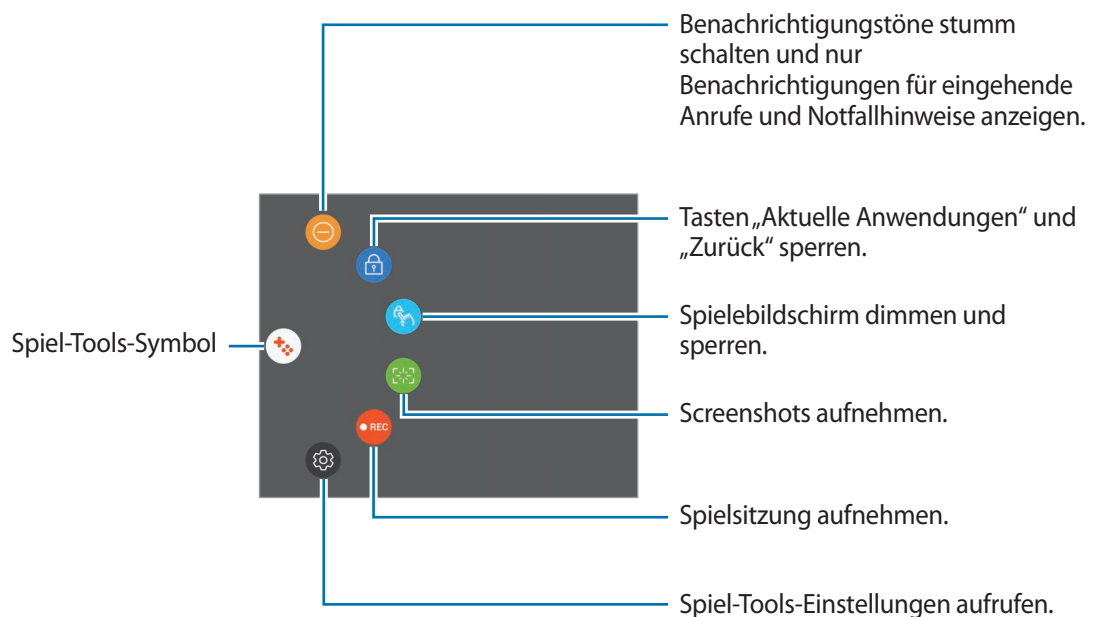 Benachrichtigungstöne stumm
schalten und nur
Benachrichtigungen für eingehende
Anrufe und Notfallhinweise anzeigen.
Tasten „Aktuelle Anwendungen“ und
„Zurück“ sperren.
Spielebildschirm dimmen und
sperren.
Spiel-Tools-Symbol
Screenshots aufnehmen.
REC
Spielsitzung aufnehmen.
Spiel-Tools-Einstellungen aufrufen.